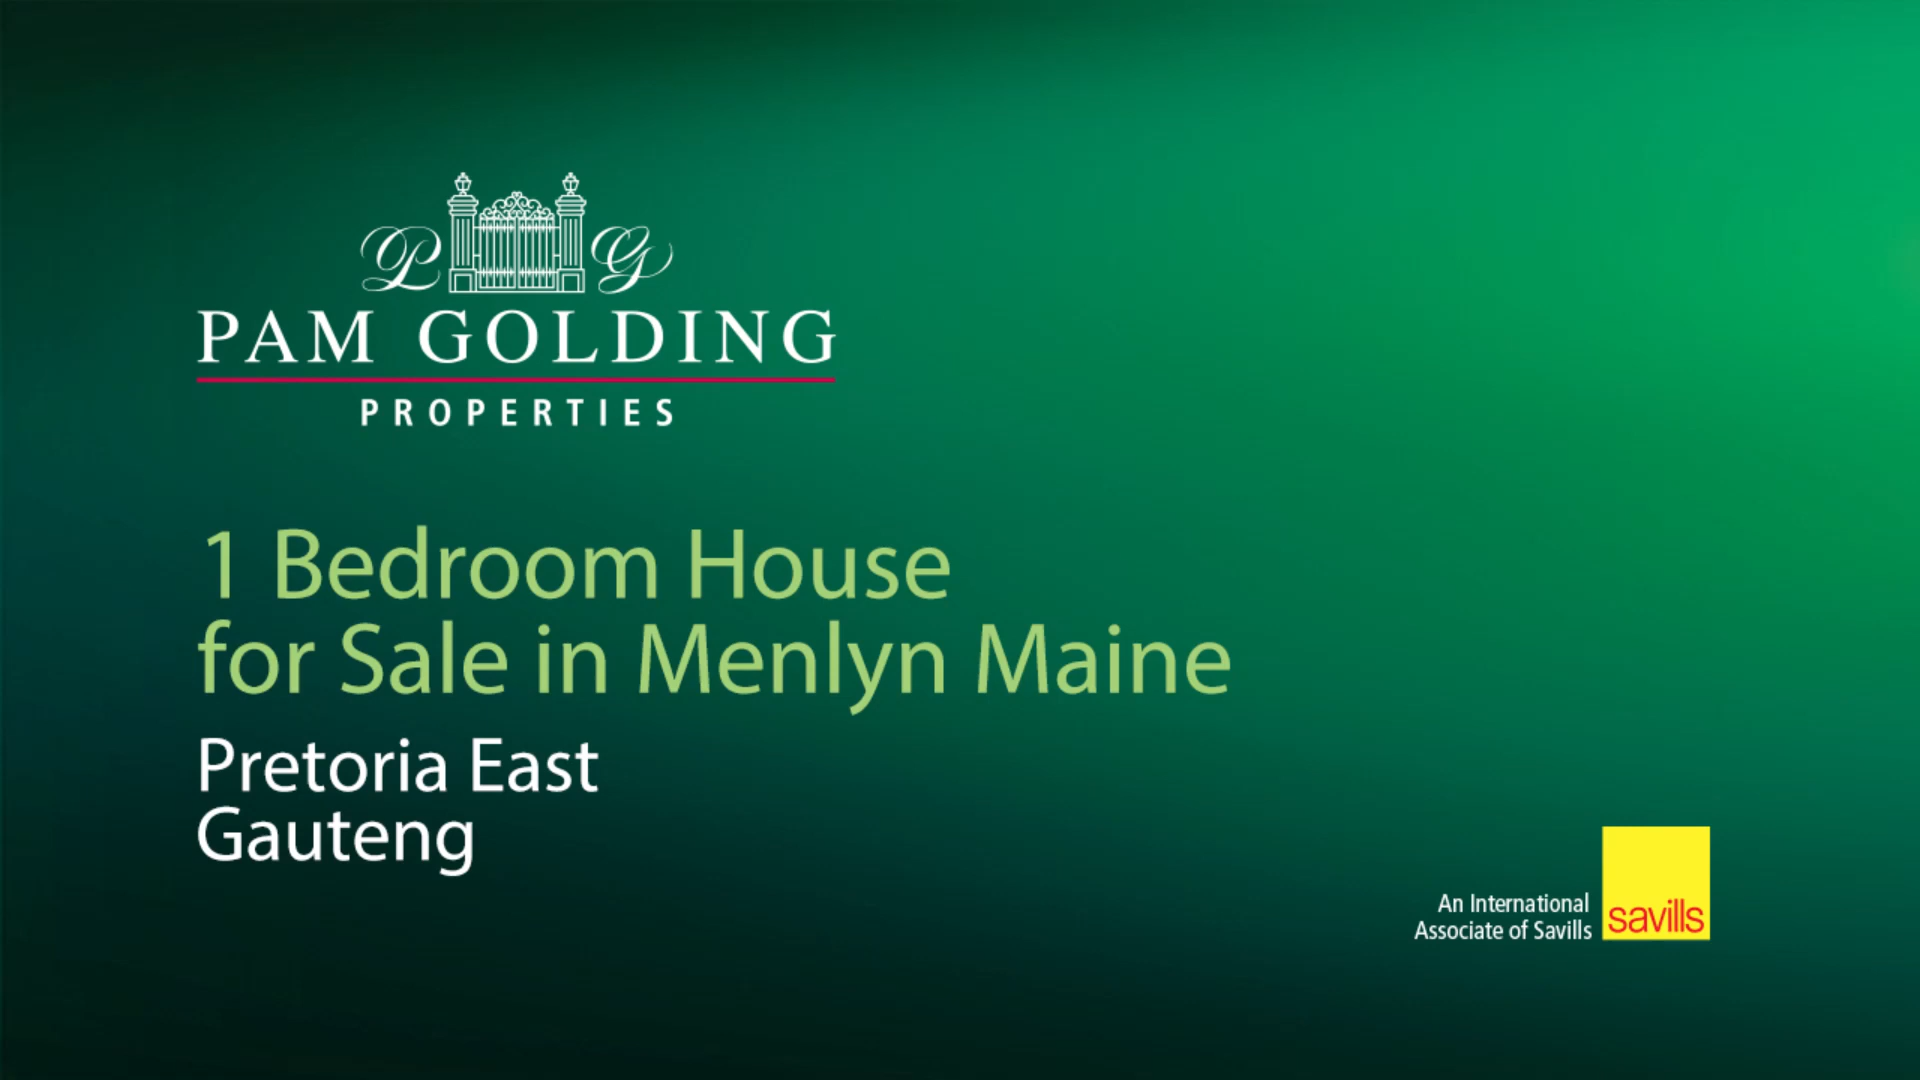 P G
PAM GOLDING
PROPERTIES
1 Bedroom House
for Sale in Menlyn Maine
Pretoria East
Gauteng
An International
Associate of Savills
savills